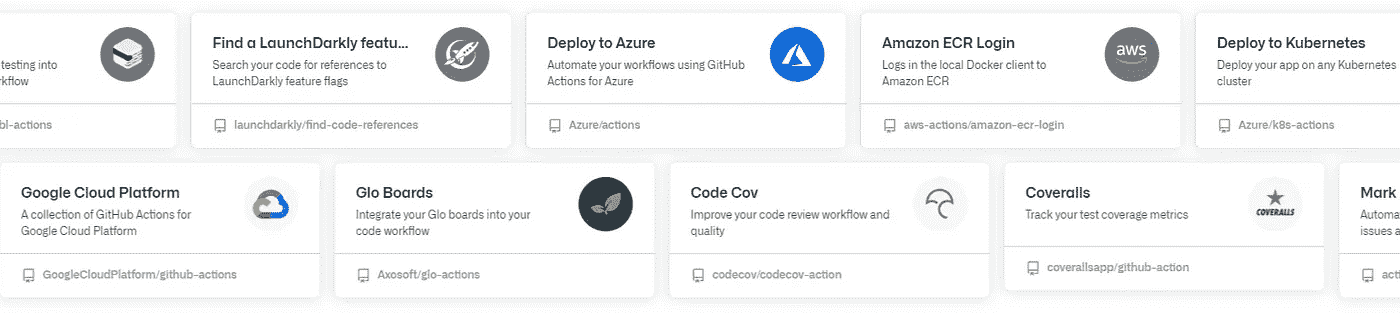 testing into
rkflow
bl-actions
Find a LaunchDarkly featu...
Search your code for references to
LaunchDarkly feature flags
launchdarkly/find-code-references
Deploy to Azure
Automate your workflows using GitHub
Actions for Azure
Azure/actions
Amazon ECR Login
Logs in the local Docker client to
Amazon ECR
aws
aws-actions/amazon-ecr-login
Deploy to Kubernetes
Deploy your app on any Kubernetes
cluster
Azure/k8s-actions
Google Cloud Platform
A collection of GitHub Actions for
Google Cloud Platform
GoogleCloudPlatform/github-actions
Glo Boards
Integrate your Glo boards into your
code workflow
Axosoft/glo-actions
Code Cov
Improve your code review workflow and
quality
codecov/codecov-action
Coveralls
Track your test coverage metrics
COVERALLS
coverallsapp/github-action
Mark
Automa
issues a
acti